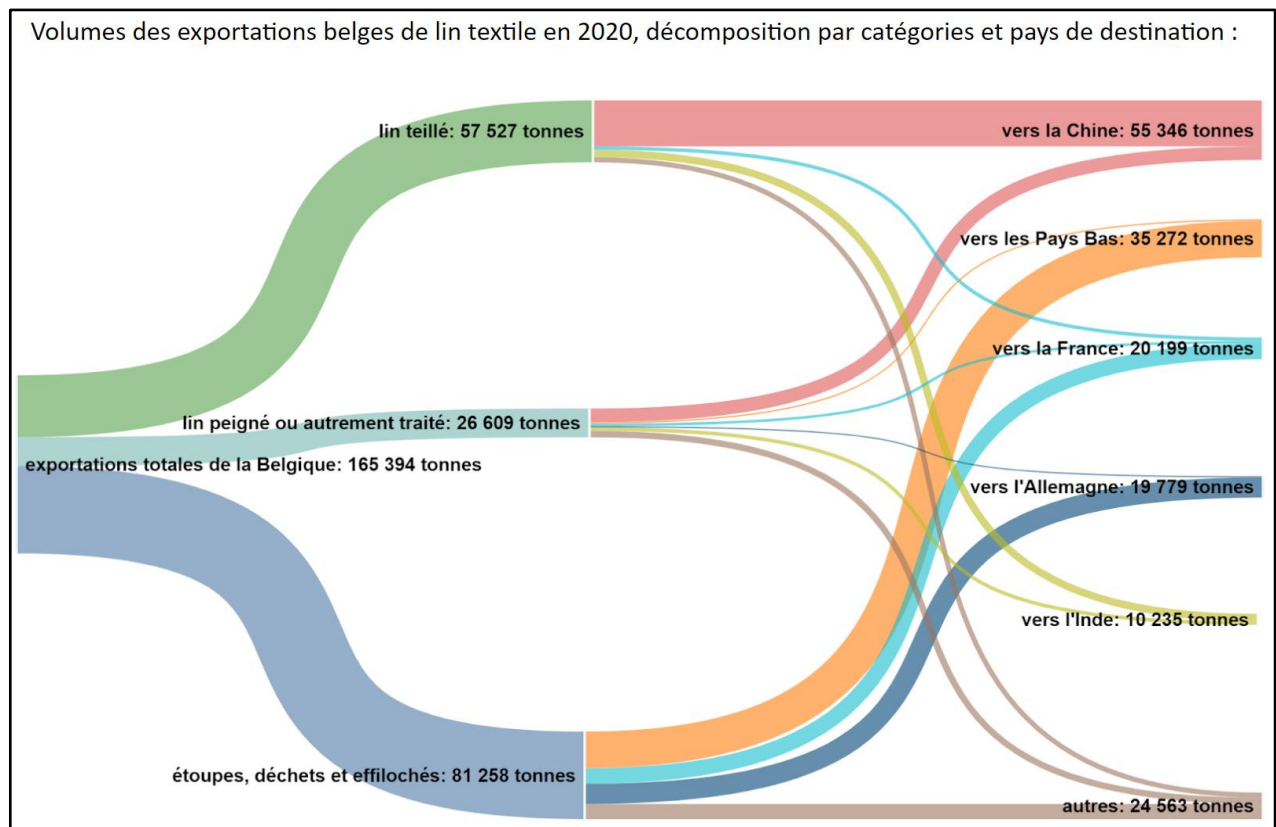 Volumes des exportations belges de lin textile en 2020, décomposition par catégories et pays de destination :
lin teillé: 57 527 tonnes
vers la Chine: 55 346 tonnes
vers les Pays Bas: 35 272 tonnes
vers la France: 20 199 tonnes
lin peigné ou autrement traité: 26 609 tonnes
exportations totales de la Belgique: 165 394 tonnes
vers l'Allemagne: 19 779 tonnes
vers l'Inde: 10 235 tonnes
étoupes, déchets et effilochés: 81 258 tonnes
autres: 24 563 tonnes